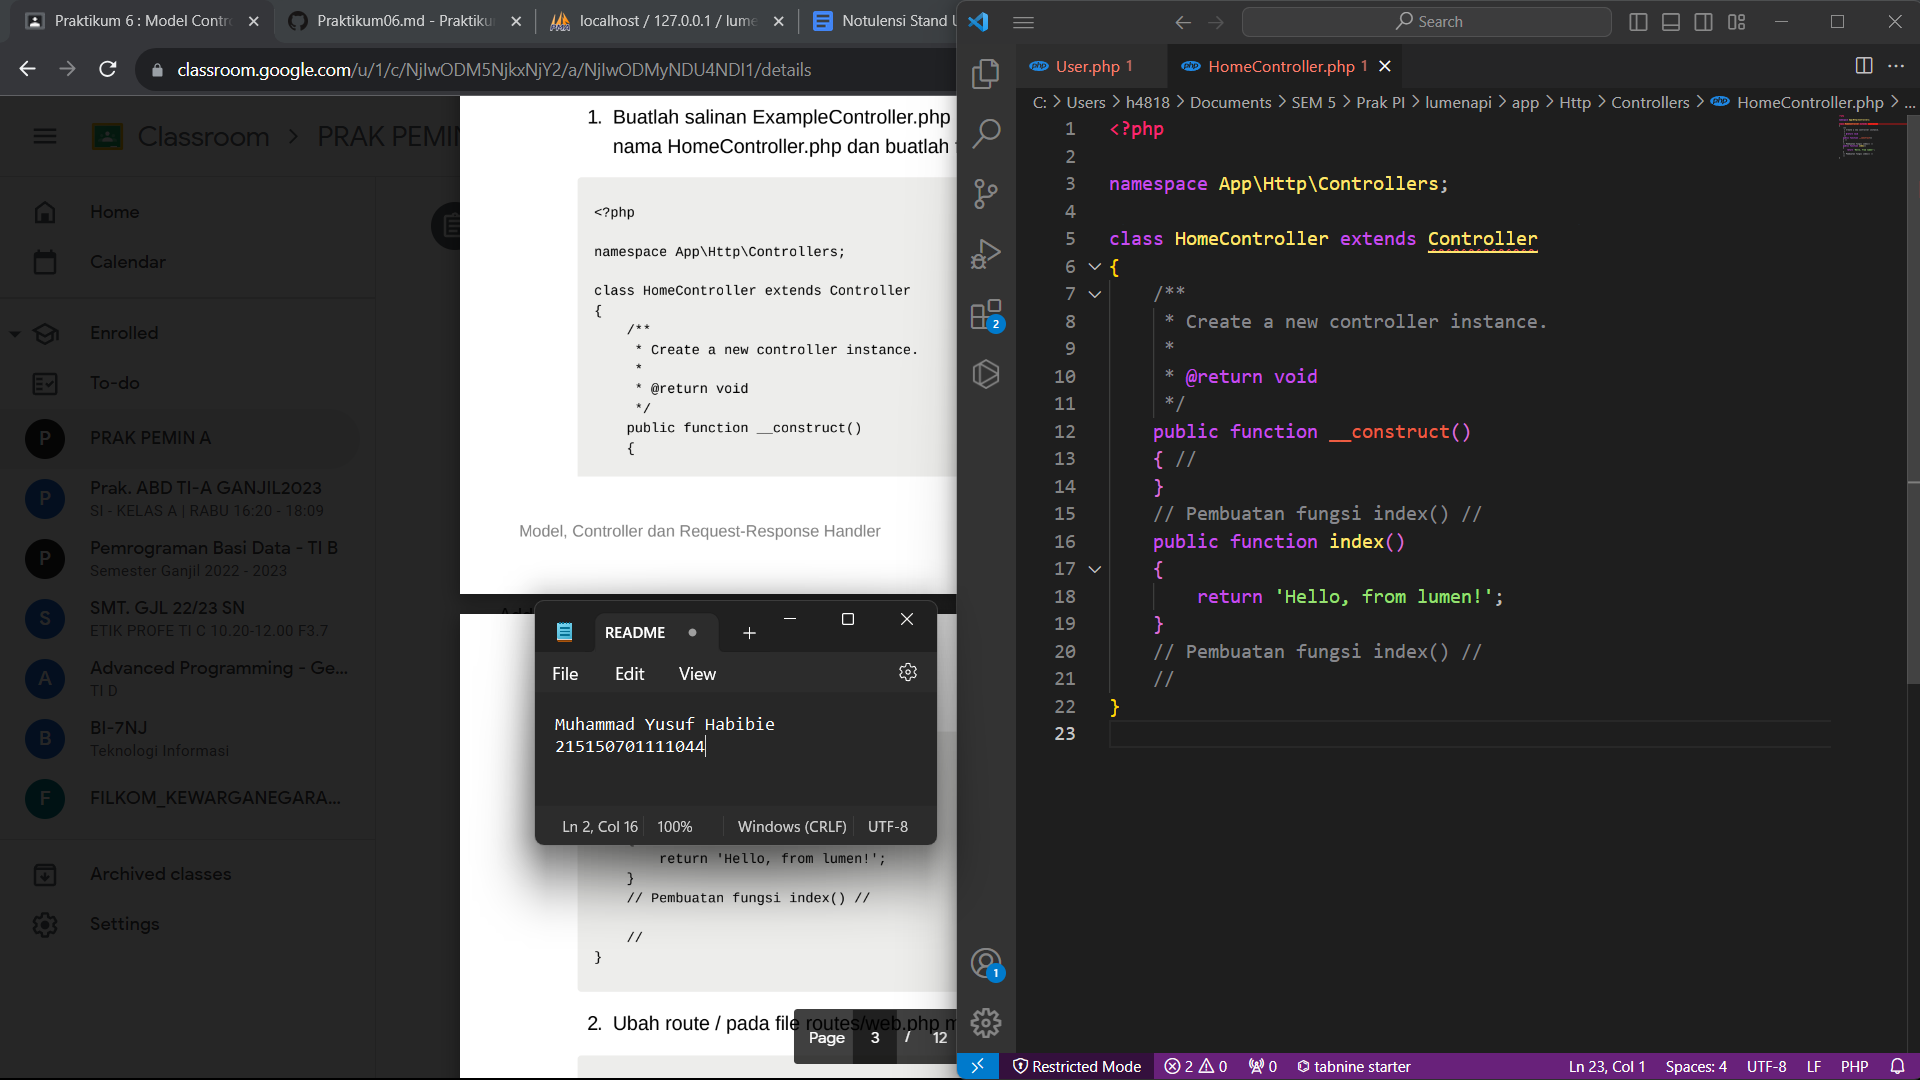 Praktikum 6 : Model Contro
Praktikum06.md - Praktikum
localhost / 127.0.0.1 / lume
Notulensi Stand U
classroom.google.com/u/1/c/NjIwODM5NjkxNjY2/a/NjIwODMyNDU4NDI1/details
Classroom > PRAK PEMIN
Home
Calendar
Enrolled
To-do
P
PRAK PEMIN A
P
Prak. ABD TI-A GANJIL2023
SI - KELAS A | RABU 16:20 - 18:09
P
Pemrograman Basi Data - TI B
Semester Ganjil 2022 - 2023
S
SMT. GJL 22/23 SN
ETIK PROFE TI C 10.20-12.00 F3.7
A
Advanced Programming - Ge...
TI D
B
BI-7NJ
Teknologi Informasi
F
FILKOM_KEWARGANEGARA...
Archived classes
Settings
1. Buatlah salinan ExampleController.php
nama HomeController.php dan buatlah
<?php
namespace App\Http\Controllers;
class HomeController extends Controller
{
/**
* Create a new controller instance.
*
* @return void
*/
public function __construct()
{
Model, Controller dan Request-Response Handler
README
File Edit View
Muhammad Yusuf Habibie
215150701111044
Ln 2, Col 16 100% Windows (CRLF) UTF-8
return 'Hello, from lumen!';
}
// Pembuatan fungsi index() //
//
}
2. Ubah route / pada file routes/web.php m
Page 3 / 12
Search
User.php 1
HomeController.php 1
C: > Users > h4818 > Documents > SEM 5 > Prak PI > lumenapi > app > Http > Controllers > HomeController.php > ...
1 <?php
2
3 namespace App\Http\Controllers;
4
5 class HomeController extends Controller
6 {
7 /**
8 * Create a new controller instance.
9 *
10 * @return void
11 */
12 public function __construct()
13 { //
14 }
15 // Pembuatan fungsi index() //
16 public function index()
17 {
18 return 'Hello, from lumen!';
19 }
20 // Pembuatan fungsi index() //
21 //
22 }
23
2
1
Restricted Mode 2 0 0 tabnine starter Ln 23, Col 1 Spaces: 4 UTF-8 LF PHP